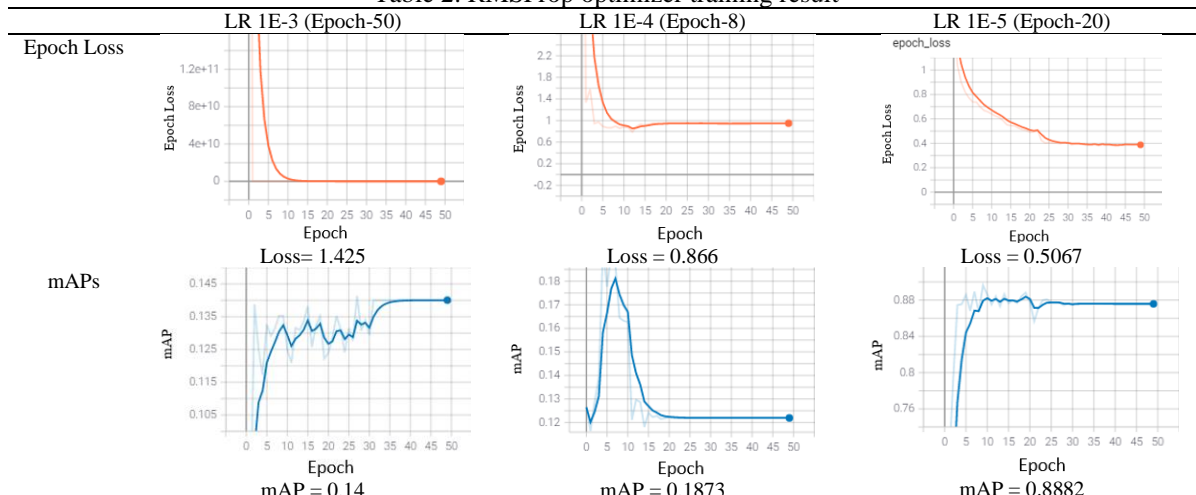 Table 2. RMSProp optimizer training result
LR 1E-3 (Epoch-50) LR 1E-4 (Epoch-8) LR 1E-5 (Epoch-20)
Epoch Loss
epoch_loss
Epoch Loss
1.2e+11
8e+10
4e+10
0
0 5 10 15 20 25 30 35 40 45 50
Epoch
Loss= 1.425
Epoch Loss
2.2
1.8
1.4
1
0.6
0.2
-0.2
0 5 10 15 20 25 30 35 40 45 50
Epoch
Loss = 0.866
Epoch Loss
1
0.8
0.6
0.4
0.2
0
0 5 10 15 20 25 30 35 40 45 50
Epoch
Loss = 0.5067
mAPs
mAP
0.145
0.135
0.125
0.115
0.105
0 5 10 15 20 25 30 35 40 45 50
Epoch
mAP = 0.14
mAP
0.18
0.17
0.16
0.15
0.14
0.13
0.12
0 5 10 15 20 25 30 35 40 45 50
Epoch
mAP = 0.1873
mAP
0.88
0.84
0.8
0.76
0 5 10 15 20 25 30 35 40 45 50
Epoch
mAP = 0.8882